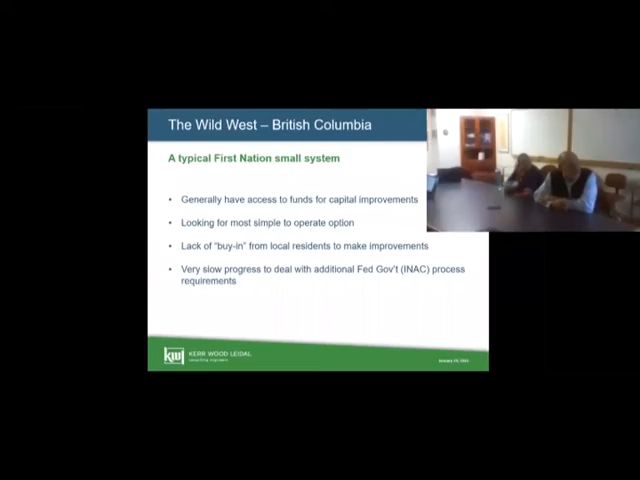 The Wild West – British Columbia
A typical First Nation small system
• Generally have access to funds for capital improvements
• Looking for most simple to operate option
• Lack of “buy-in” from local residents to make improvements
• Very slow progress to deal with additional Fed Gov't (INAC) process
requirements
kwl
KERR WOOD LEIDAL
consulting engineers